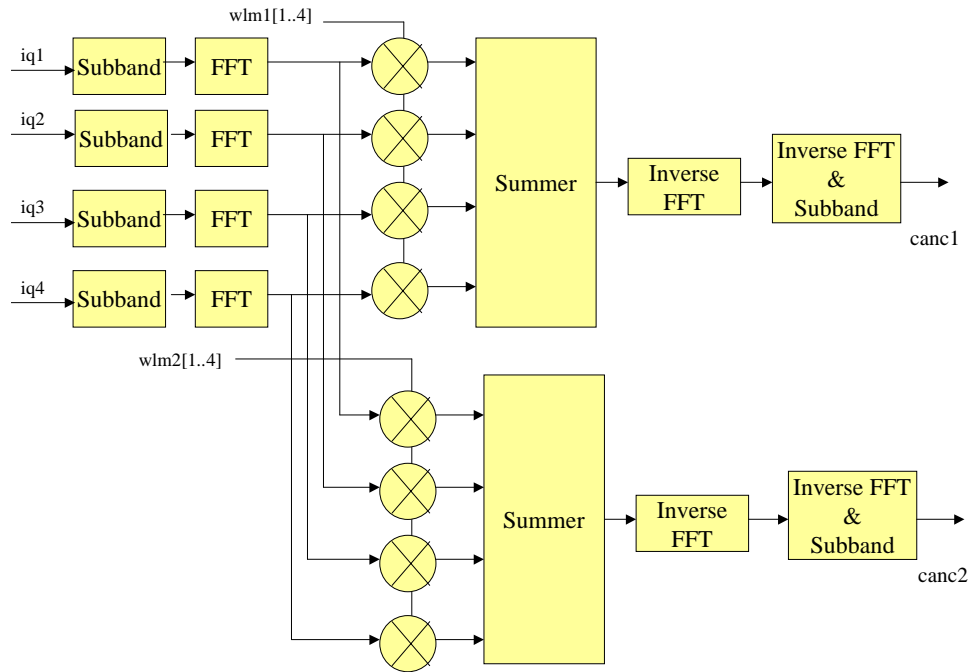 wlm1[1..4]
iq1
Subband
FFT
iq2
Subband
FFT
iq3
Subband
FFT
iq4
Subband
FFT
Summer
Inverse
FFT
Inverse FFT
&
Subband
canc1
wlm2[1..4]
Summer
Inverse
FFT
Inverse FFT
&
Subband
canc2